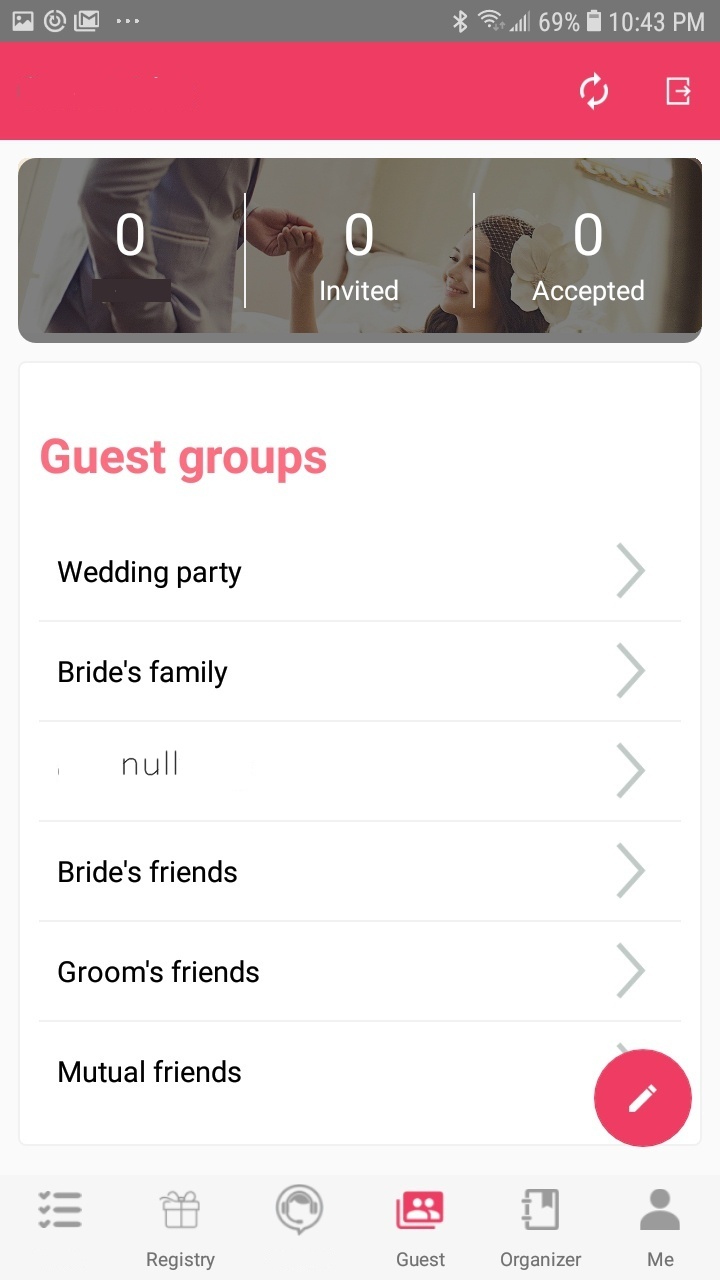 69% 10:43 PM
0 0 0
Invited Accepted
Guest groups
Wedding party
Bride's family
null
Bride's friends
Groom's friends
Mutual friends
Registry Guest Organizer Me